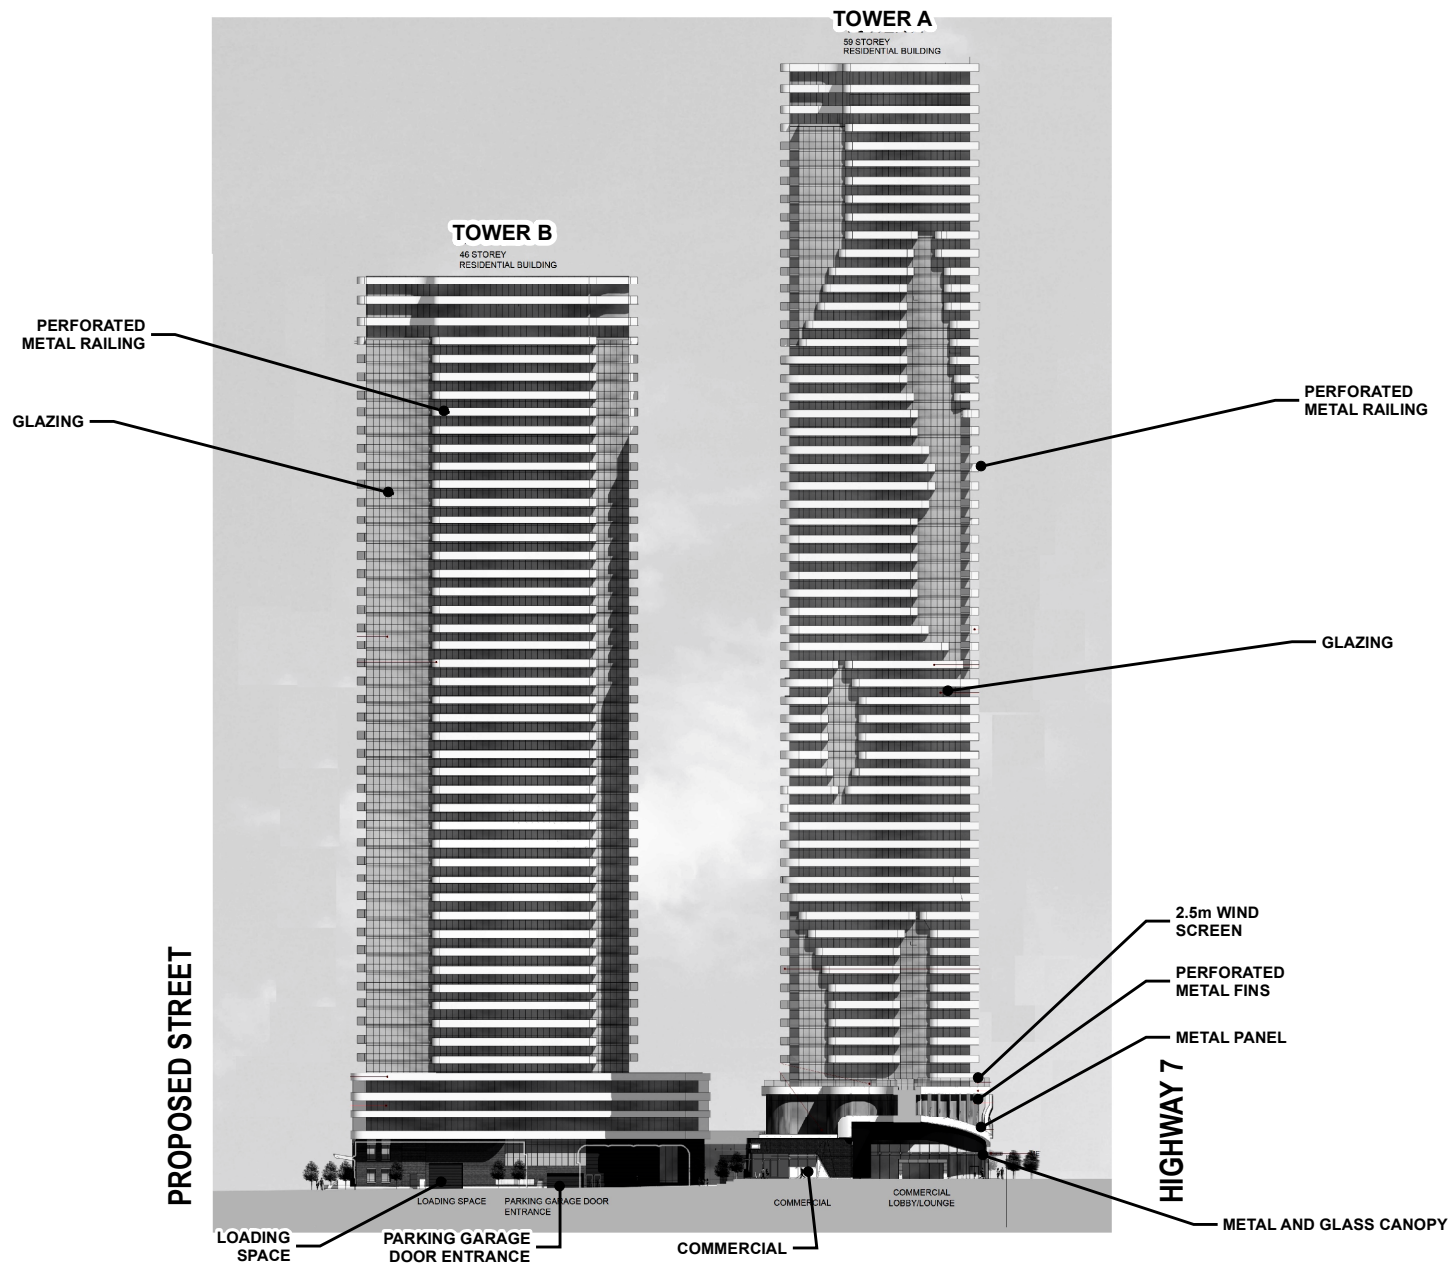 TOWER A
59 STOREY
RESIDENTIAL BUILDING
TOWER B
46 STOREY
RESIDENTIAL BUILDING
PERFORATED
METAL RAILING
GLAZING
PERFORATED
METAL RAILING
GLAZING
2.5m WIND
SCREEN
PERFORATED
METAL FINS
METAL PANEL
PROPOSED STREET
HIGHWAY 7
LOADING SPACE
PARKING GARAGE DOOR
ENTRANCE
COMMERCIAL
COMMERCIAL
LOBBY/LOUNGE
LOADING
SPACE
PARKING GARAGE
DOOR ENTRANCE
COMMERCIAL
METAL AND GLASS CANOPY